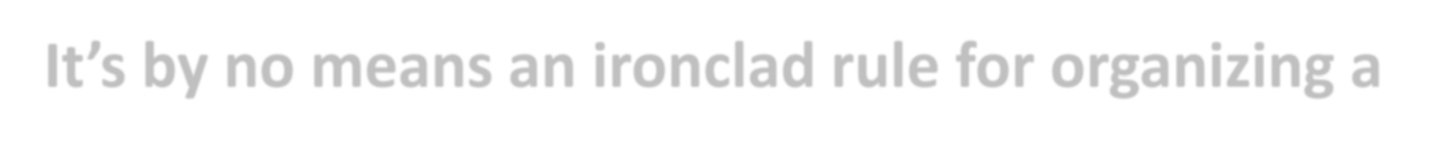 It’s by no means an ironclad rule for organizing a